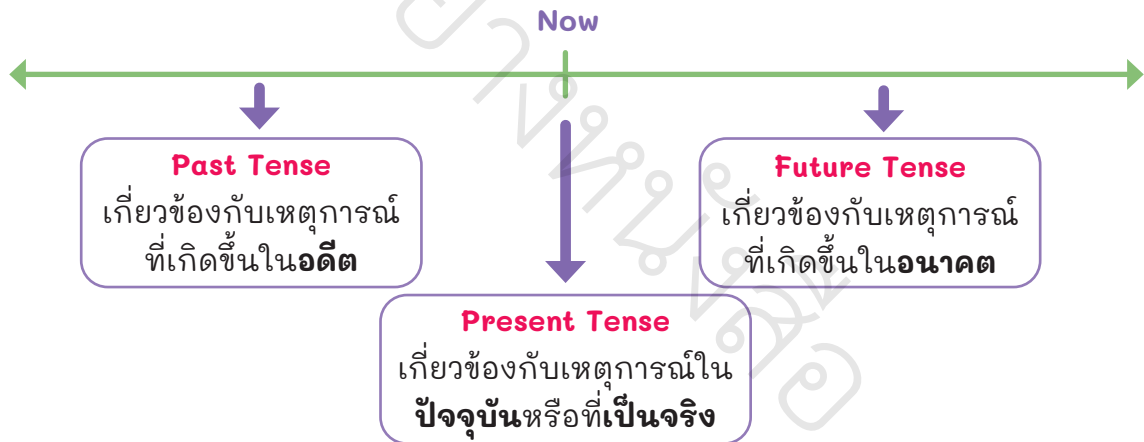 Now
Past Tense
เกี่ยวข้องกับเหตุการณ์
ที่เกิดขึ้นในอดีต
Future Tense
เกี่ยวข้องกับเหตุการณ์
ที่เกิดขึ้นในอนาคต
Present Tense
เกี่ยวข้องกับเหตุการณ์ใน
ปัจจุบันหรือที่เป็นจริง